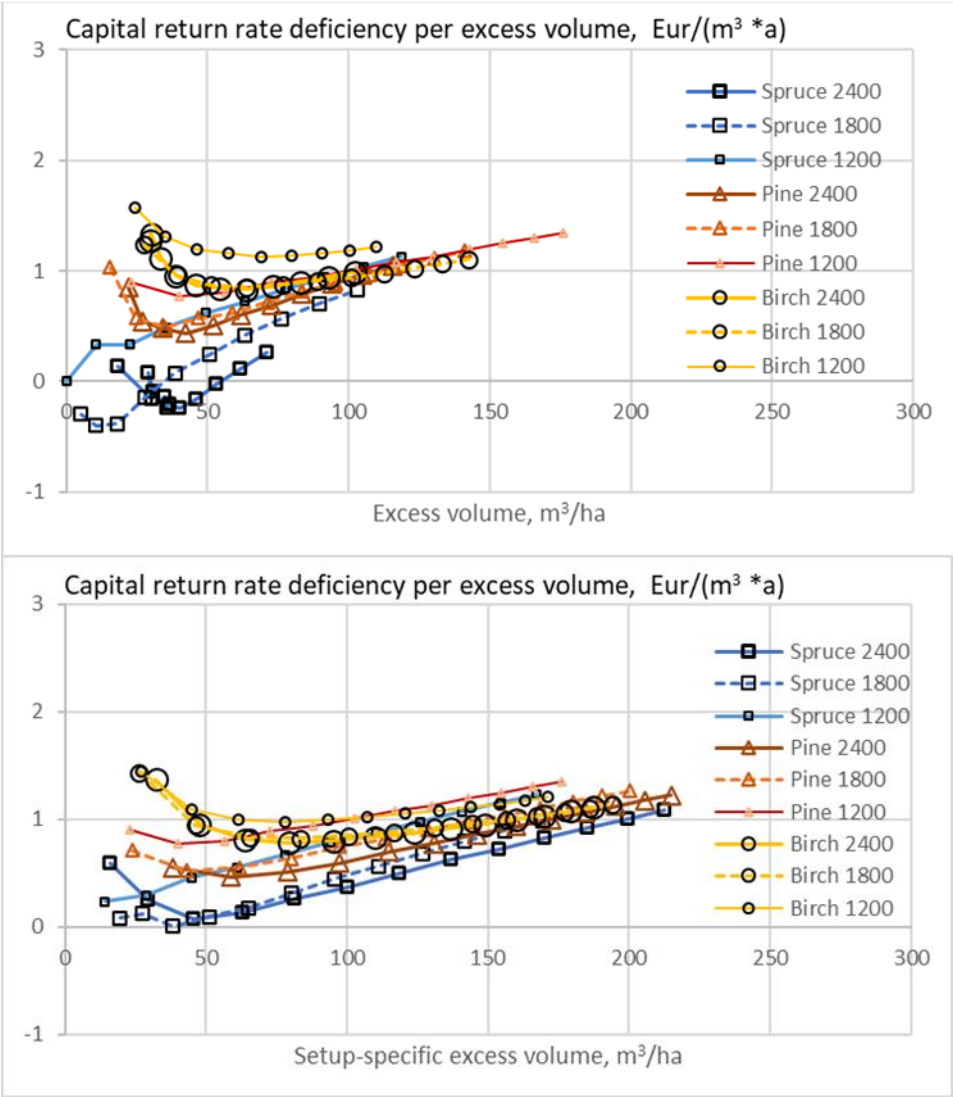 Capital return rate deficiency per excess volume, Eur/(m³ *a)
3
2
1
0
-1
0
50
100
150
200
250
300
Spruce 2400
Spruce 1800
Spruce 1200
Pine 2400
Pine 1800
Pine 1200
Birch 2400
Birch 1800
Birch 1200
Excess volume, m³/ha
Capital return rate deficiency per excess volume, Eur/(m³ *a)
3
2
1
0
-1
0
50
100
150
200
250
300
Spruce 2400
Spruce 1800
Spruce 1200
Pine 2400
Pine 1800
Pine 1200
Birch 2400
Birch 1800
Birch 1200
Setup-specific excess volume, m³/ha